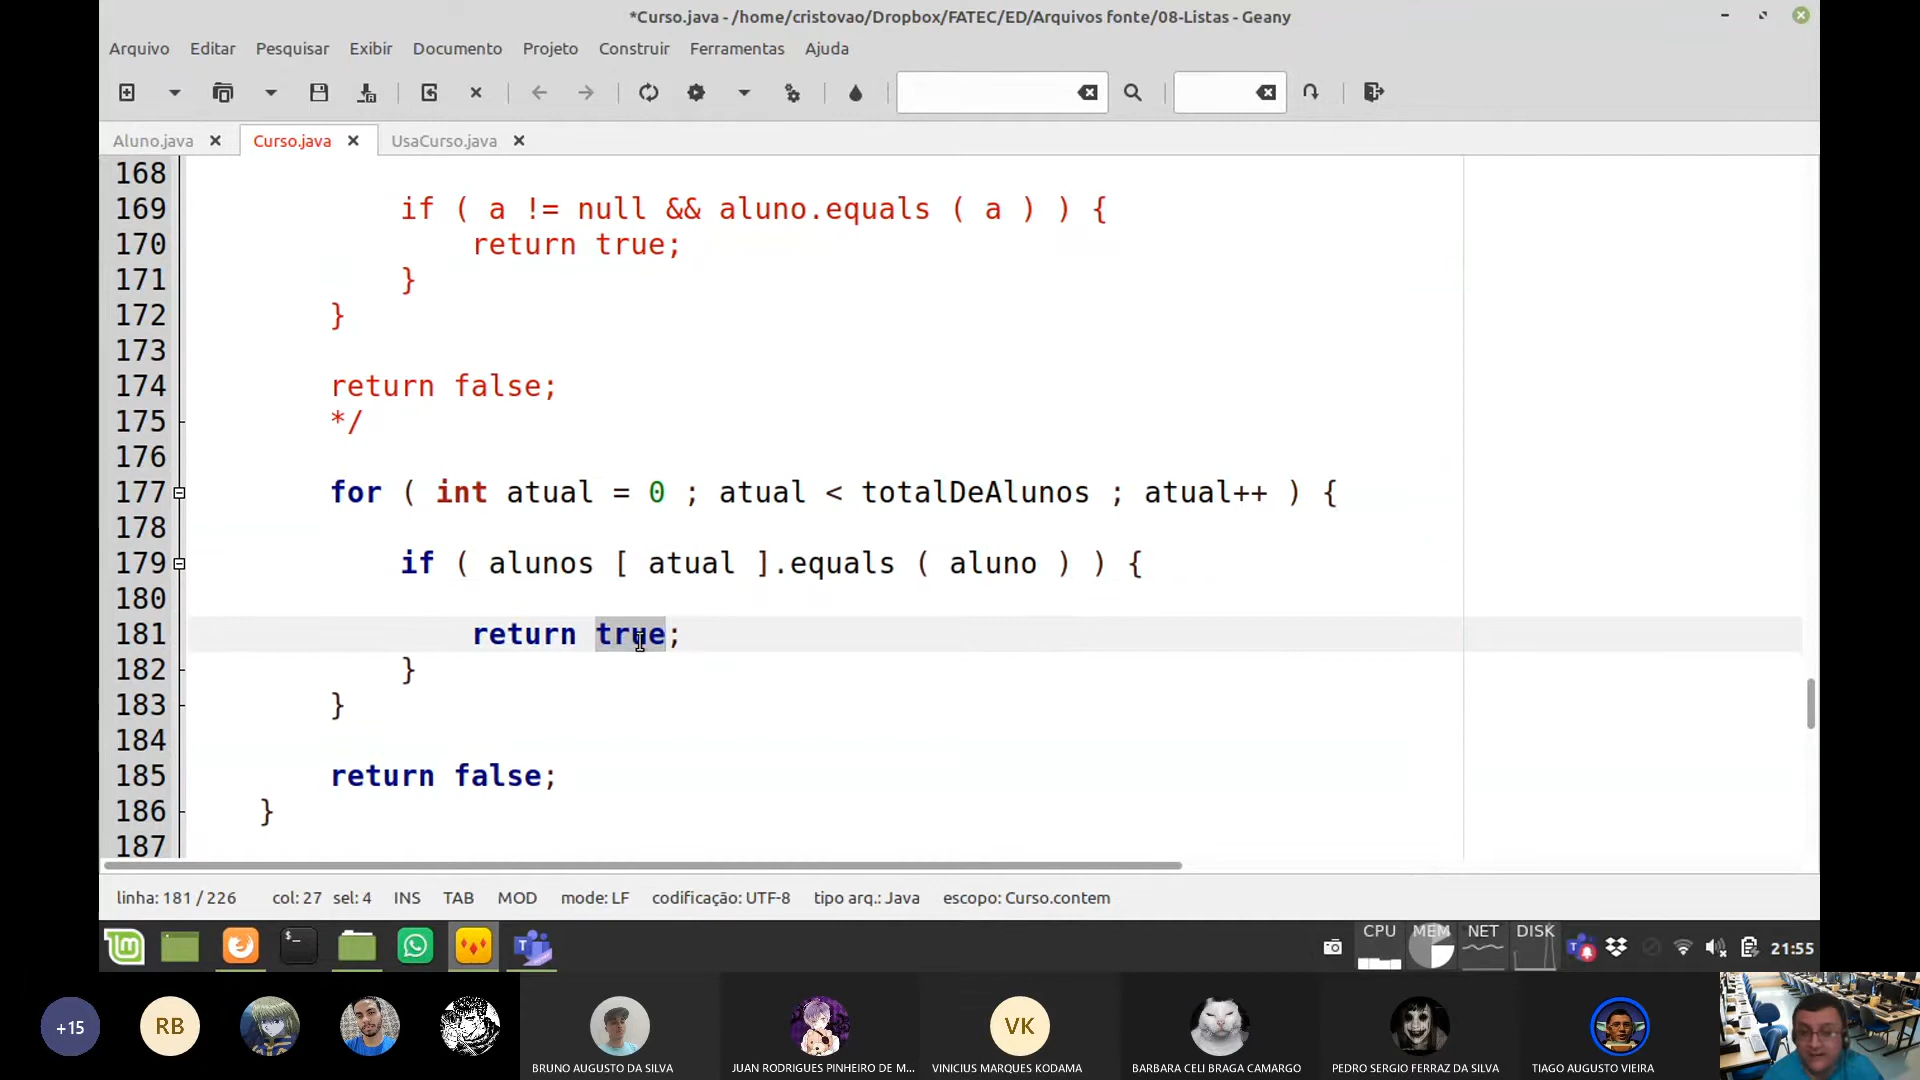 *Curso.java - /home/cristovao/Dropbox/FATEC/ED/Arquivos fonte/08-Listas - Geany
Arquivo Editar Pesquisar Exibir Documento Projeto Construir Ferramentas Ajuda
Aluno.java Curso.java UsaCurso.java
168
169 if ( a != null && aluno.equals ( a ) ) {
170 return true;
171 }
172 }
173
174 return false;
175 */
176
177 for ( int atual = 0 ; atual < totalDeAlunos ; atual++ ) {
178
179 if ( alunos [ atual ].equals ( aluno ) ) {
180
181 return true;
182 }
183 }
184
185 return false;
186 }
187
linha: 181 / 226 col: 27 sel: 4 INS TAB MOD mode: LF codificação: UTF-8 tipo arq.: Java escopo: Curso.contem
CPU MEM NET DISK 21:55
+15 RB VK
BRUNO AUGUSTO DA SILVA JUAN RODRIGUES PINHEIRO DE M... VINICIUS MARQUES KODAMA BARBARA CELI BRAGA CAMARGO PEDRO SERGIO FERRAZ DA SILVA TIAGO AUGUSTO VIEIRA